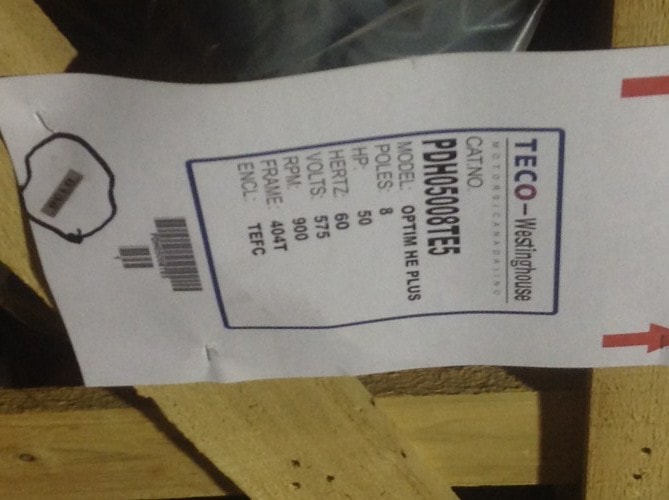 TECO-Westinghouse
MOTORS (CANADA) INC.
CAT.NO.
PDH05008TE5
MODEL: OPTIM HE PLUS
POLES: 8
HP: 50
HERTZ: 60
VOLTS: 575
RPM: 900
FRAME: 404T
ENCL: TEFC